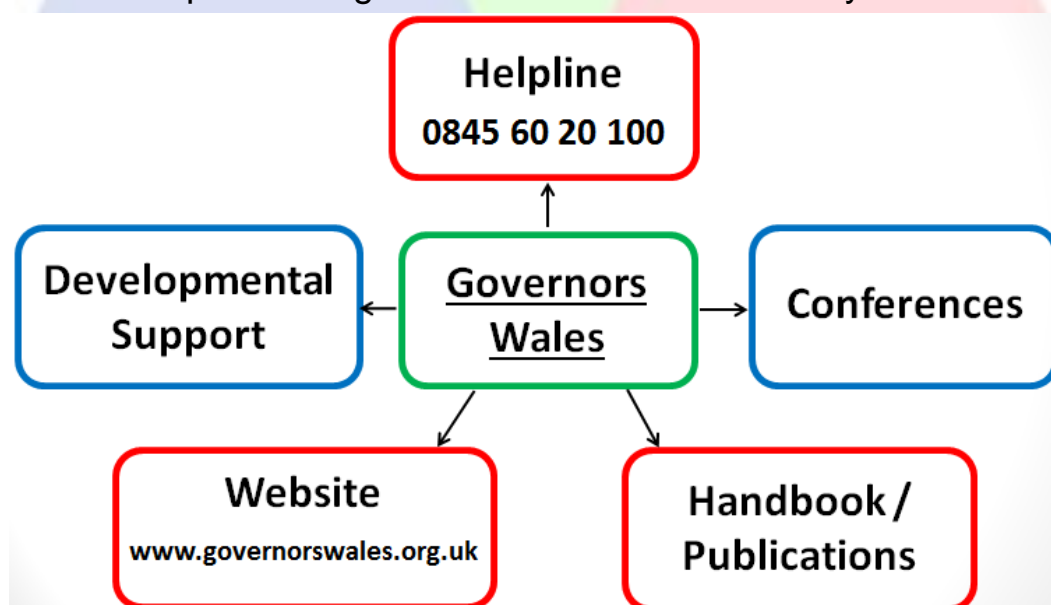 Helpline
0845 60 20 100
Developmental
Support
Governors
Wales
Conferences
Website
www.governorswales.org.uk
Handbook /
Publications